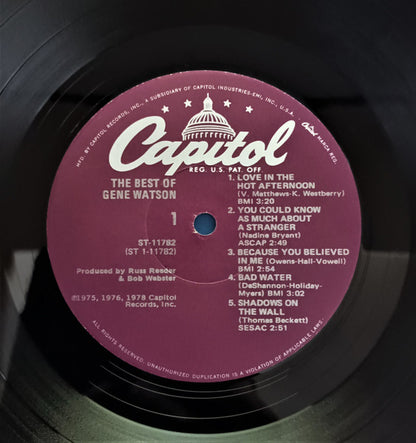 MFD. BY CAPITOL RECORDS, INC., A SUBSIDIARY OF CAPITOL INDUSTRIES-EMI, INC., U.S.A. • Capitol MARCA REG.
Capitol
REG. U.S. PAT. OFF.
THE BEST OF
GENE WATSON
1
ST-11782
(ST 1-11782)
Produced by Russ Reeder
& Bob Webster
℗1975, 1976, 1978 Capitol
Records, Inc.
1. LOVE IN THE
HOT AFTERNOON
(V. Matthews-K. Westberry)
BMI 3:20
2. YOU COULD KNOW
AS MUCH ABOUT
A STRANGER
(Nadine Bryant)
ASCAP 2:49
3. BECAUSE YOU BELIEVED
IN ME (Owens-Hall-Vowell)
BMI 2:54
4. BAD WATER
(DeShannon-Holiday-
Myers) BMI 3:02
5. SHADOWS ON
THE WALL
(Thomas Beckett)
SESAC 2:51
ALL RIGHTS RESERVED. UNAUTHORIZED DUPLICATION IS A VIOLATION OF APPLICABLE LAWS.